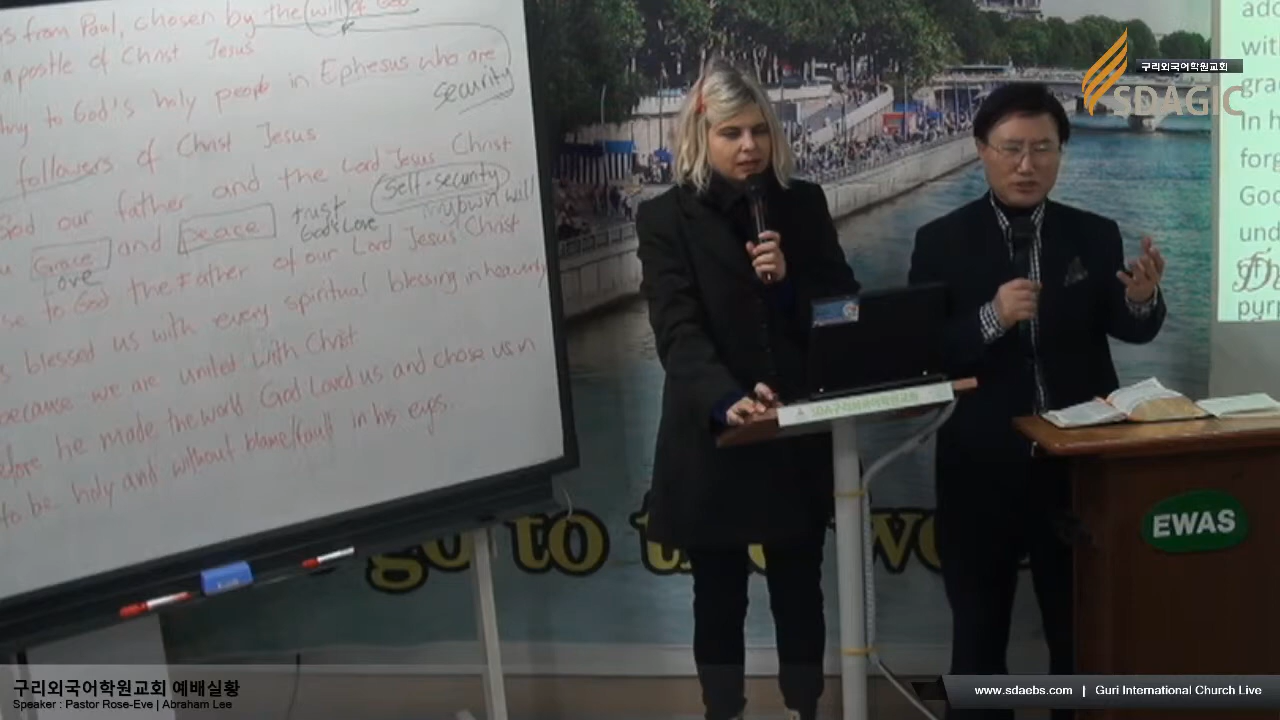 is from Paul, chosen by the will of God
apostle of Christ Jesus
to God's holy people in Ephesus who are
security
followers of Christ Jesus
God our father and the Lord Jesus Christ
self-security
my own will
Grace and peace
trust
God's Love
love
to God the Father of our Lord Jesus Christ
blessed us with every spiritual blessing in heavenly
because we are united with Christ
he made the world God Loved us and chose us in
to be holy and without blame/fault in his eyes.
구리외국어학원교회
SDAGIC
with
In h
God
SDA구리외국어학원교회
EWAS
go to the wo
구리외국어학원교회 예배실황
Speaker : Pastor Rose-Eve | Abraham Lee
www.sdaebs.com | Guri International Church Live